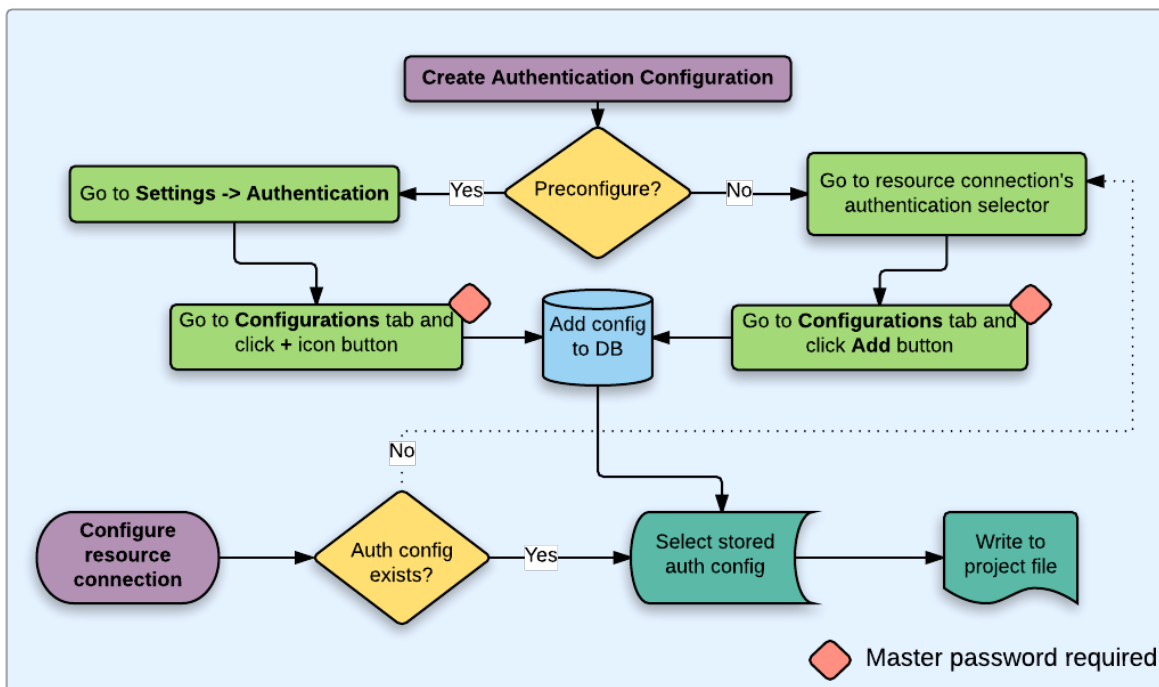 Create Authentication Configuration
Preconfigure?
Yes
No
Go to Settings -> Authentication
Go to resource connection's
authentication selector
Go to Configurations tab and
click + icon button
Add config
to DB
Go to Configurations tab and
click Add button
No
Configure
resource
connection
Auth config
exists?
Yes
Select stored
auth config
Write to
project file
Master password required